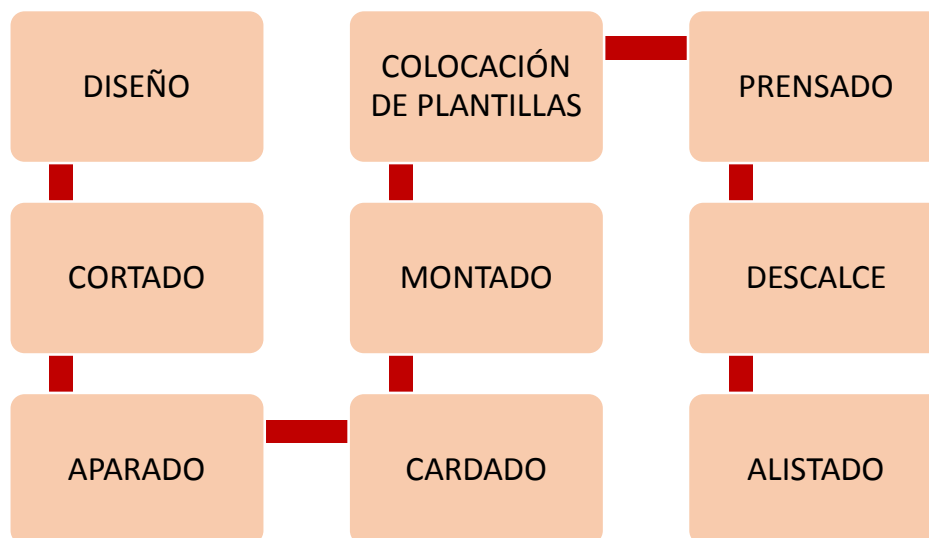 DISEÑO
CORTADO
APARADO
CARDADO
MONTADO
COLOCACIÓN
DE PLANTILLAS
PRENSADO
DESCALCE
ALISTADO